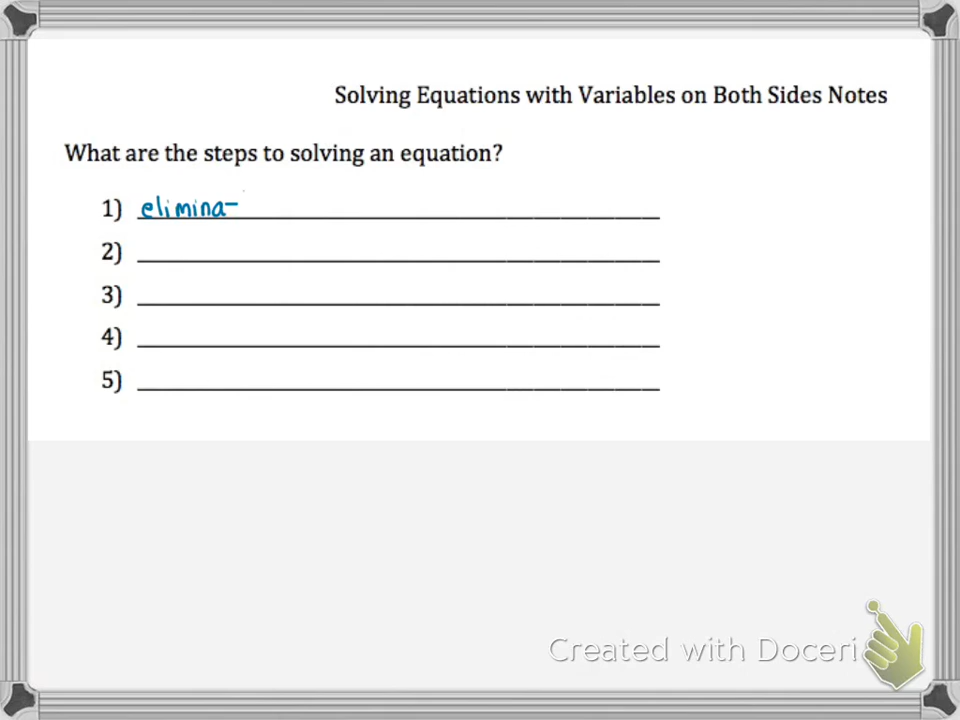 Solving Equations with Variables on Both Sides Notes
What are the steps to solving an equation?
1) elimina-
2)
3)
4)
5)
Created with Doceri